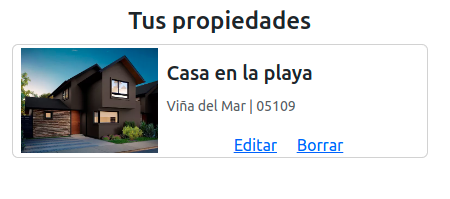 Tus propiedades
Casa en la playa
Viña del Mar | 05109
Editar Borrar